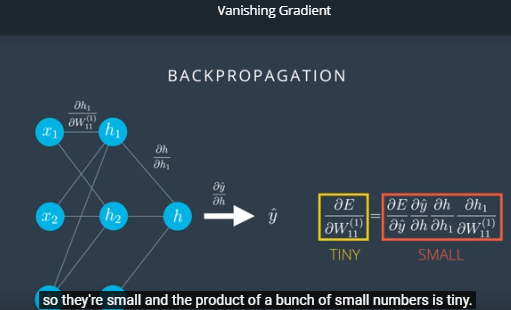 Vanishing Gradient
BACKPROPAGATION
∂h₁
∂W₁₁⁽¹⁾
x₁ h₁
∂h
∂h₁
∂ŷ
∂h
x₂ h₂ h ŷ
∂E/∂W₁₁⁽¹⁾ = ∂E/∂ŷ ∂ŷ/∂h ∂h/∂h₁ ∂h₁/∂W₁₁⁽¹⁾
TINY SMALL
so they're small and the product of a bunch of small numbers is tiny.